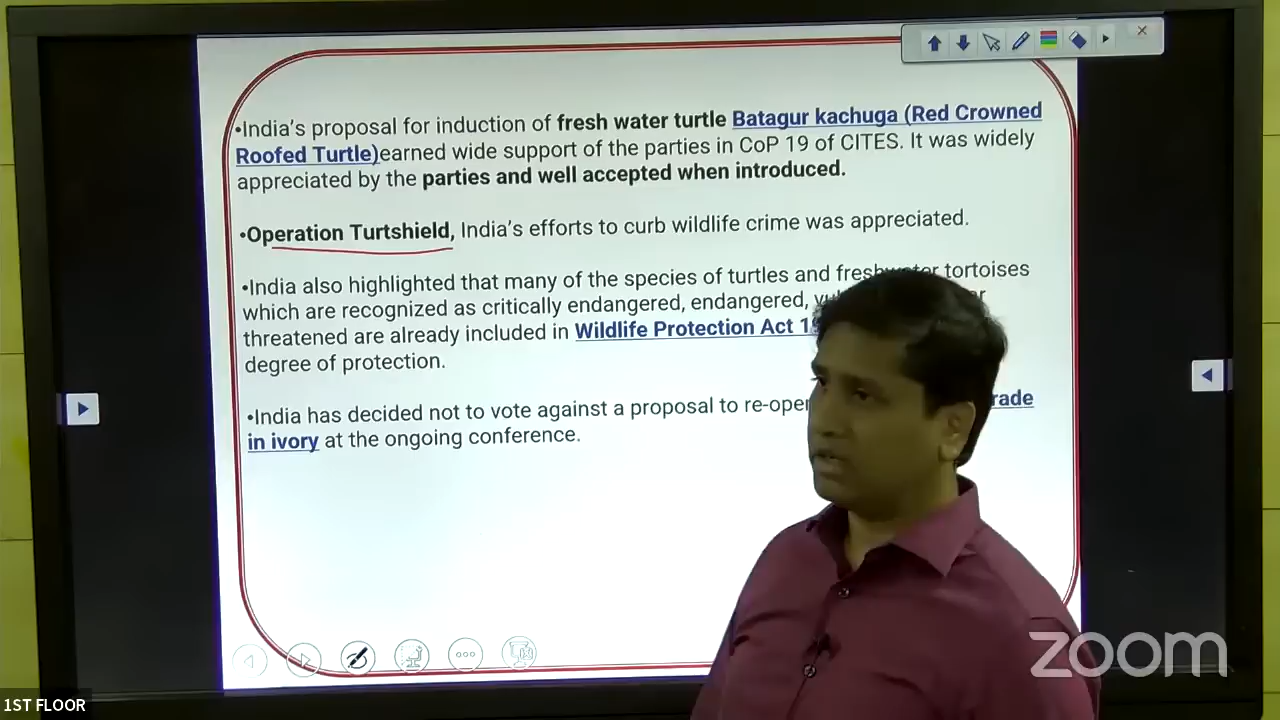 •India's proposal for induction of fresh water turtle Batagur kachuga (Red Crowned
Roofed Turtle)earned wide support of the parties in CoP 19 of CITES. It was widely
appreciated by the parties and well accepted when introduced.
•Operation Turtshield, India's efforts to curb wildlife crime was appreciated.
•India also highlighted that many of the species of turtles and freshwater tortoises
which are recognized as critically endangered, endangered,
threatened are already included in Wildlife Protection Act
degree of protection.
•India has decided not to vote against a proposal to
in ivory at the ongoing conference.
zoom
1ST FLOOR